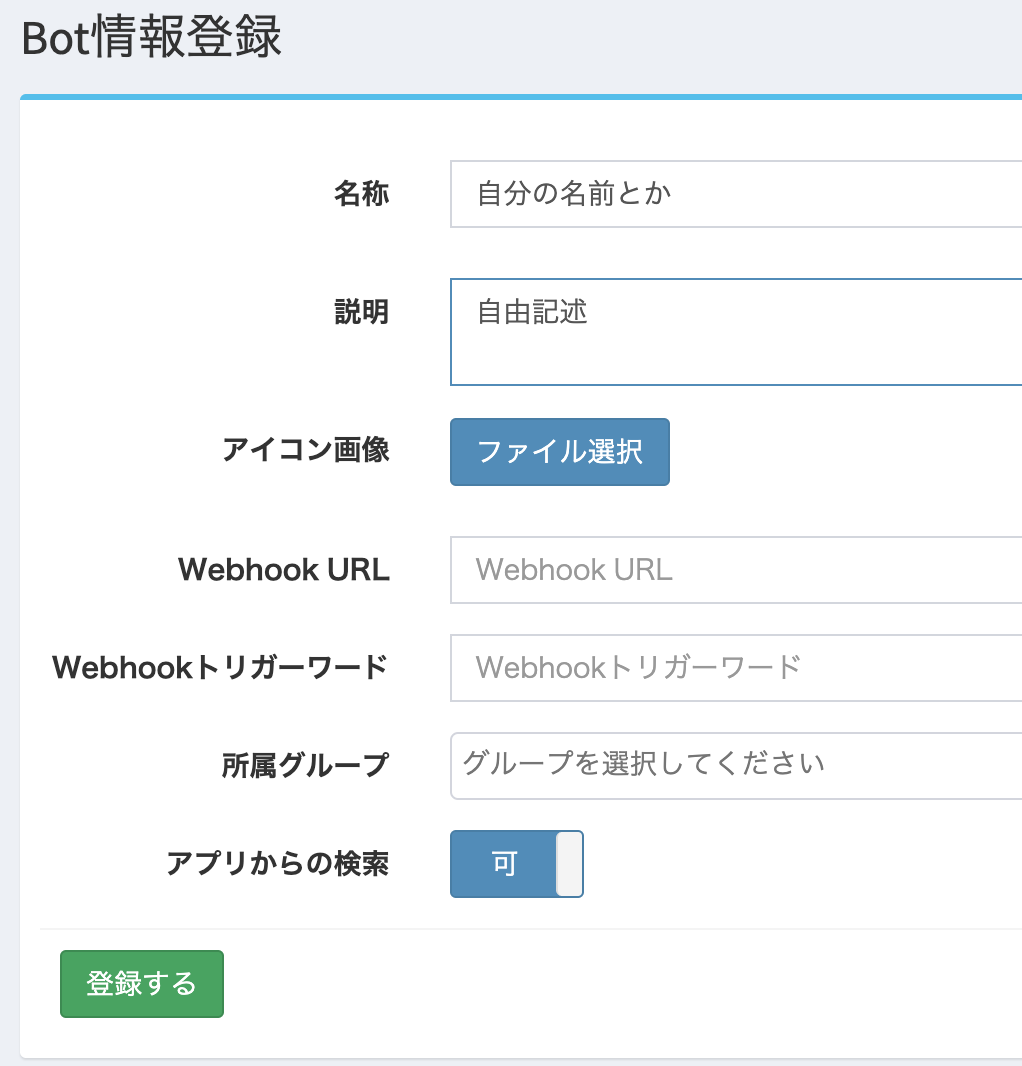 Bot情報登録
名称
自分の名前とか
説明
自由記述
アイコン画像
ファイル選択
Webhook URL
Webhook URL
Webhookトリガーワード
Webhookトリガーワード
所属グループ
グループを選択してください
アプリからの検索
可
登録する